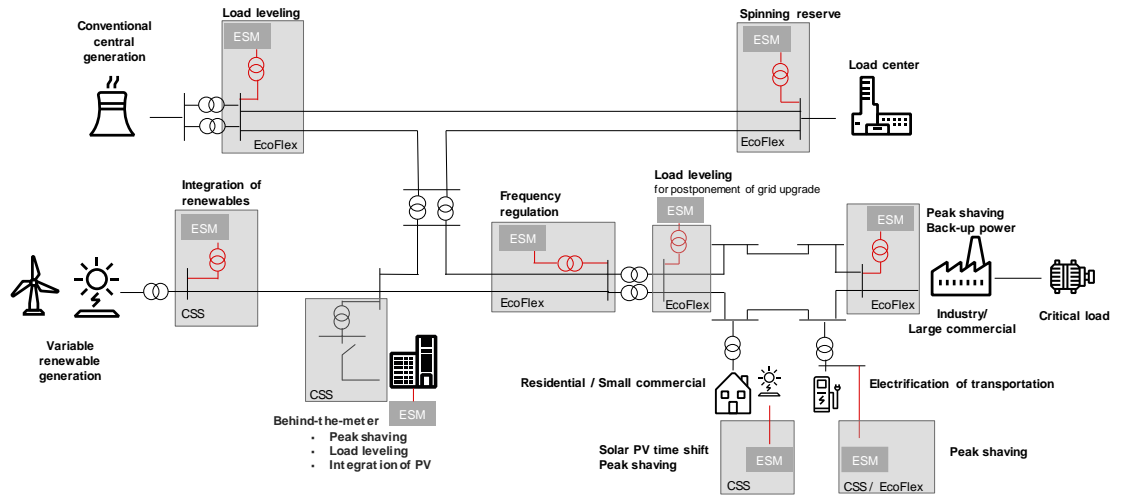 Conventional
central
generation
Load leveling
ESM
EcoFlex
Spinning reserve
ESM
EcoFlex
Load center
Integration of
renewables
ESM
CSS
Variable
renewable
generation
Frequency
regulation
ESM
EcoFlex
Load leveling
for postponement of grid upgrade
ESM
EcoFlex
ESM
EcoFlex
Peak shaving
Back-up power
Industry/
Large commercial
Critical load
CSS
ESM
Behind-the-meter
▪ Peak shaving
▪ Load leveling
▪ Integration of PV
Residential / Small commercial
Electrification of transportation
Solar PV time shift
Peak shaving
ESM
CSS
ESM
CSS / EcoFlex
Peak shaving